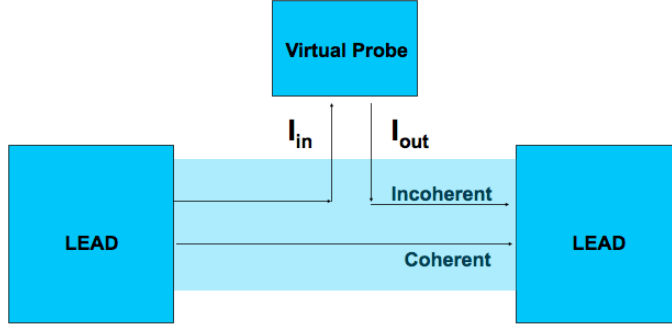 Virtual Probe
I_in
I_out
Incoherent
LEAD
LEAD
Coherent